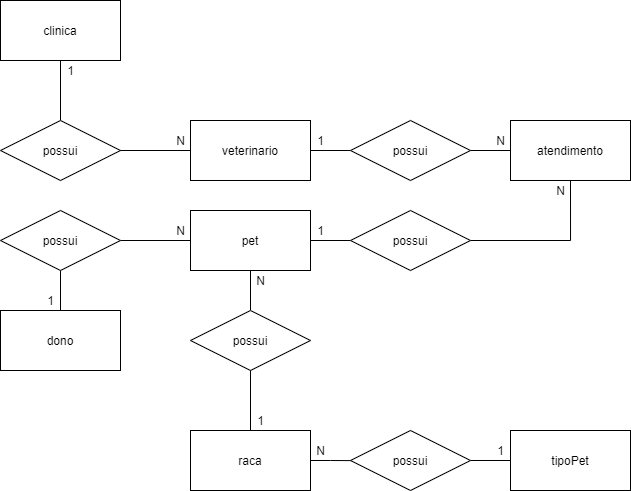 clinica
1
possui
N
veterinario
1
possui
N
atendimento
N
possui
N
pet
1
possui
1
dono
N
possui
1
raca
N
possui
1
tipoPet